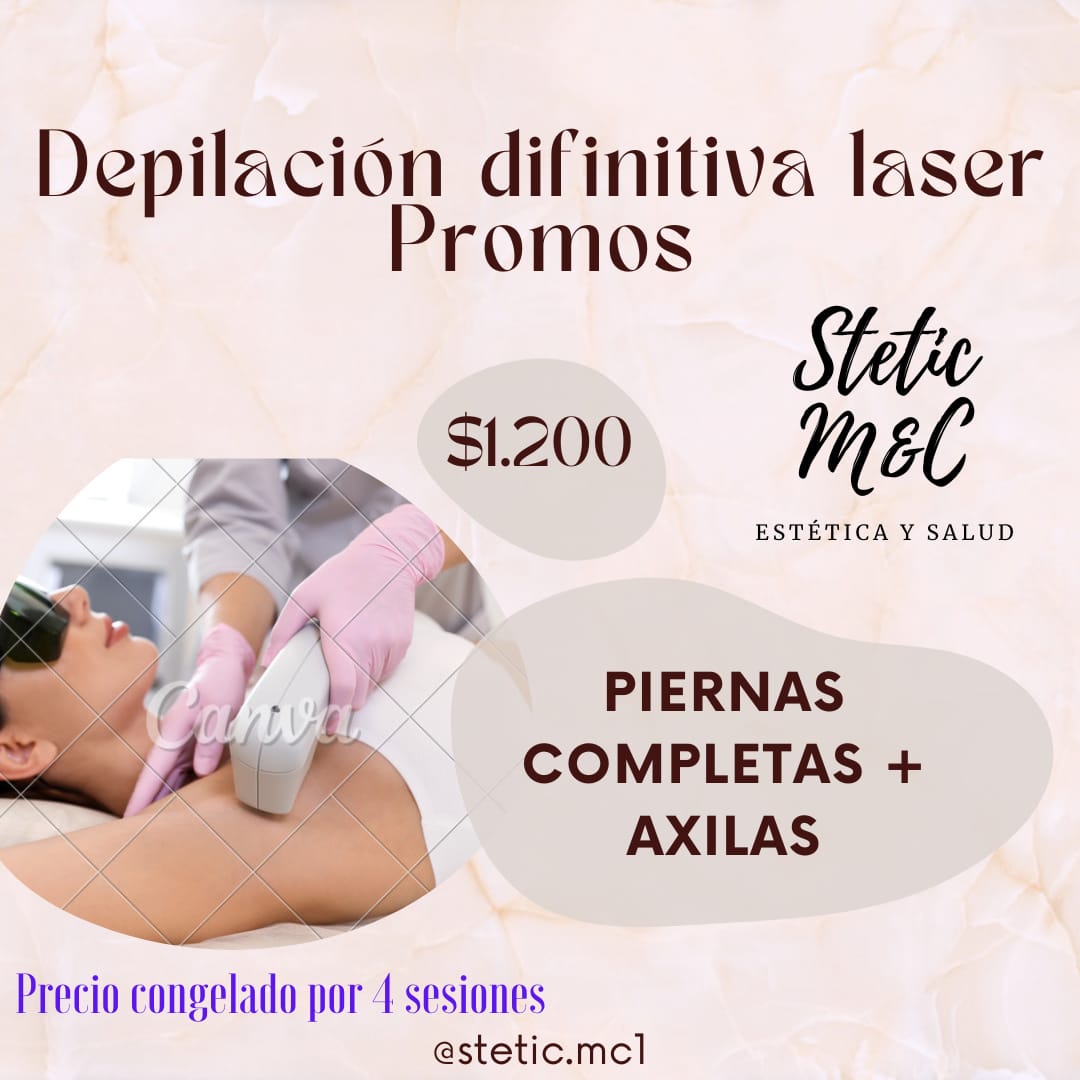 Depilación difinitiva laser
Promos
$1.200
Stetic
M&C
ESTÉTICA Y SALUD
Canva
PIERNAS
COMPLETAS +
AXILAS
Precio congelado por 4 sesiones
@stetic.mc1